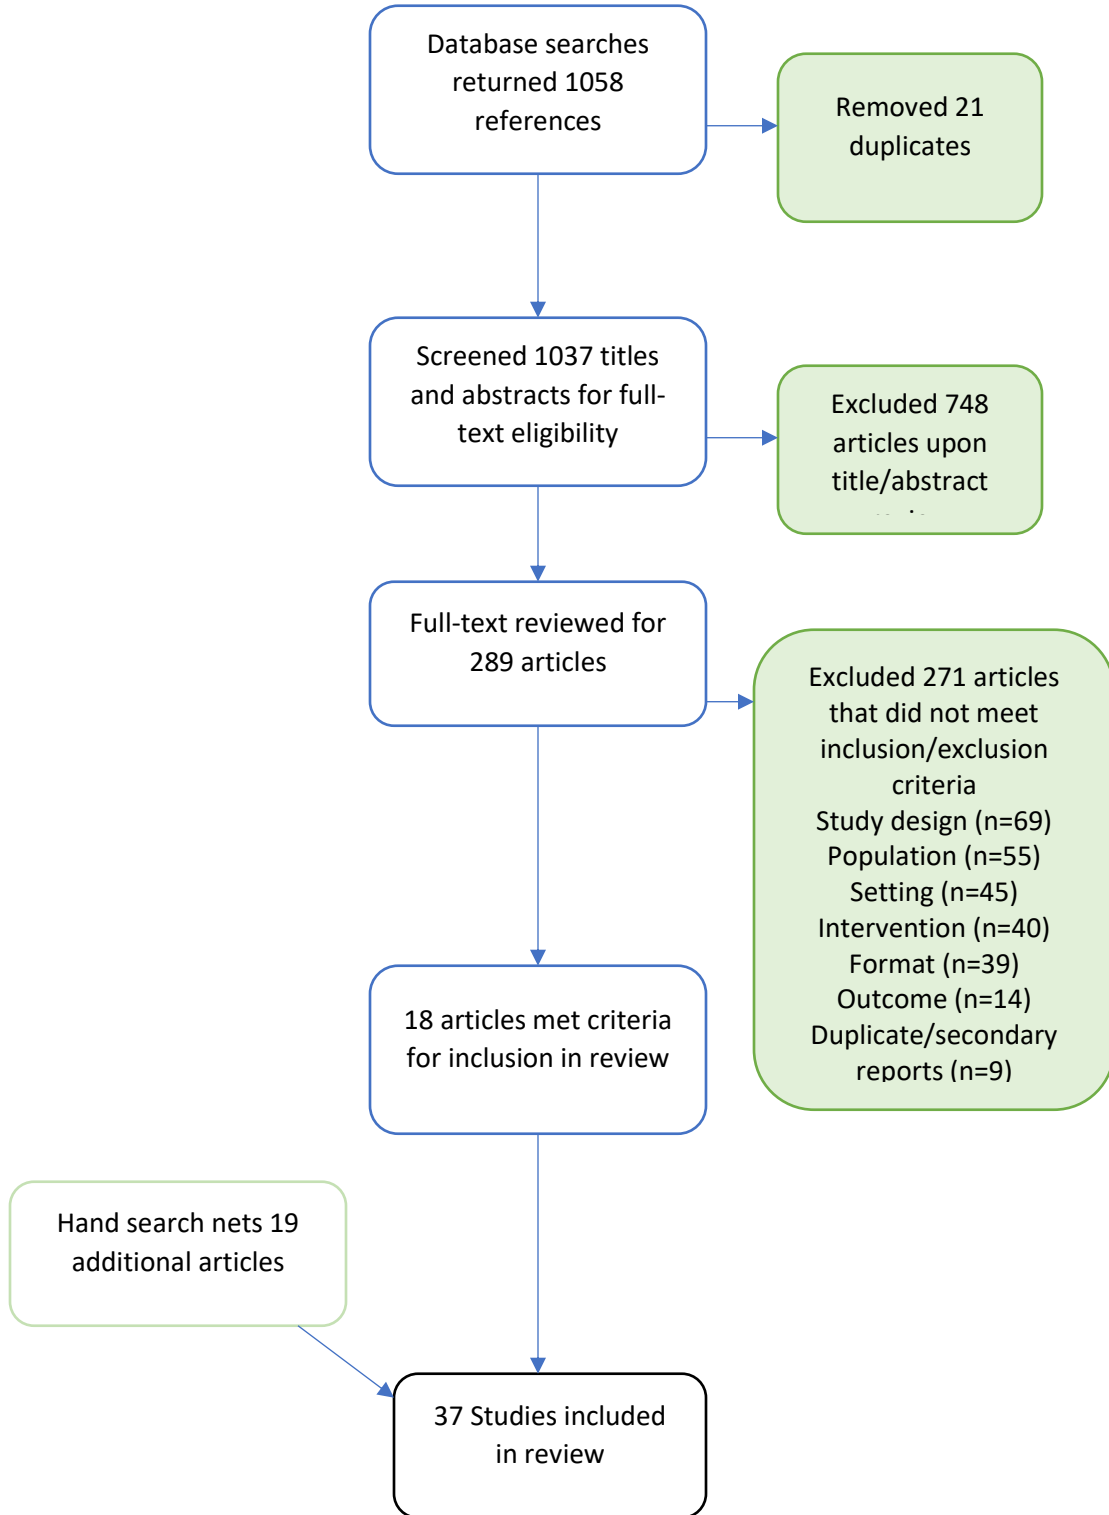 Database searches
returned 1058
references
Removed 21
duplicates
Screened 1037 titles
and abstracts for full-
text eligibility
Excluded 748
articles upon
title/abstract
Full-text reviewed for
289 articles
Excluded 271 articles
that did not meet
inclusion/exclusion
criteria
Study design (n=69)
Population (n=55)
Setting (n=45)
Intervention (n=40)
Format (n=39)
Outcome (n=14)
Duplicate/secondary
reports (n=9)
18 articles met criteria
for inclusion in review
Hand search nets 19
additional articles
37 Studies included
in review